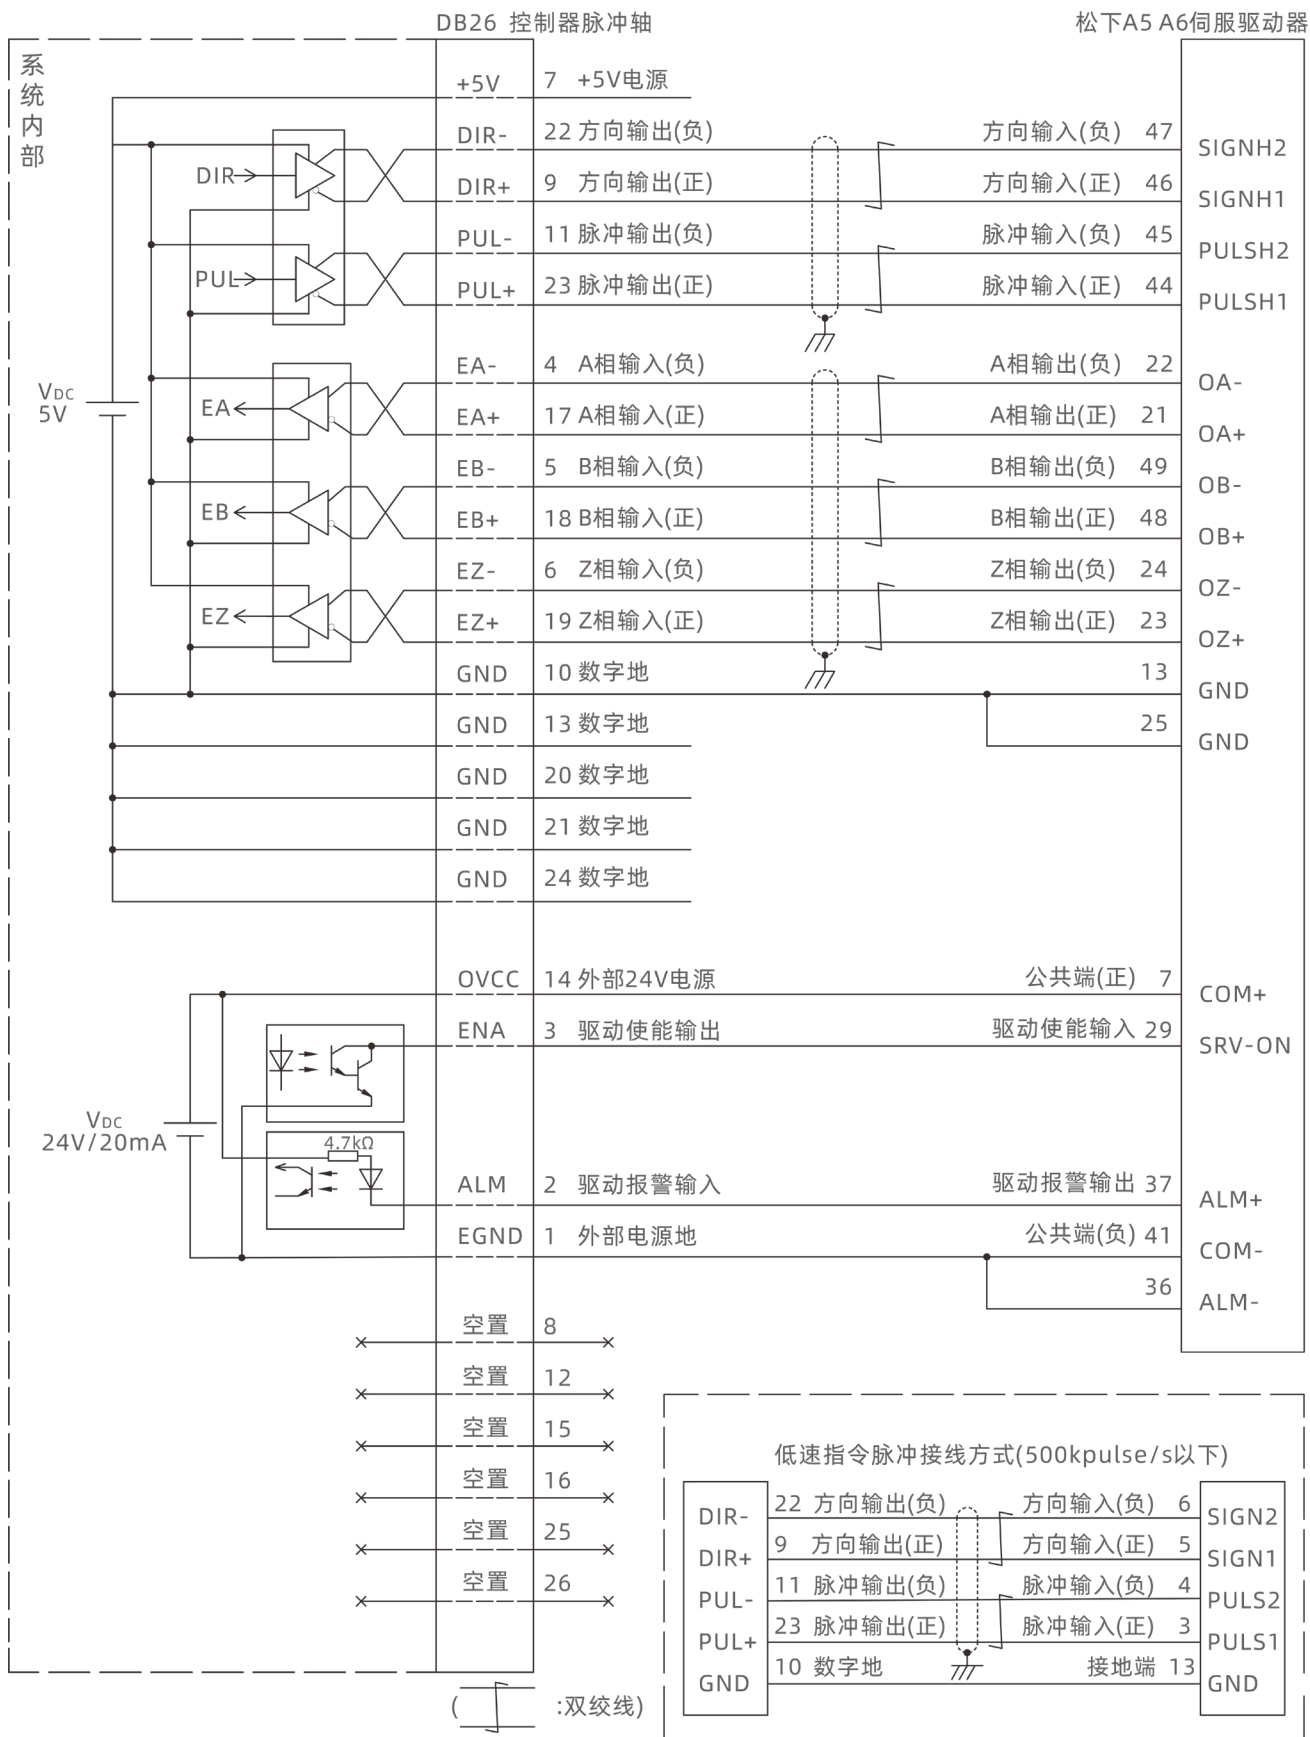 DB26 控制器脉冲轴
松下A5 A6伺服驱动器
系统内部
+5V 7 +5V电源
DIR- 22 方向输出(负) 方向输入(负) 47 SIGNH2
DIR
DIR+ 9 方向输出(正) 方向输入(正) 46 SIGNH1
PUL- 11 脉冲输出(负) 脉冲输入(负) 45 PULSH2
PUL
PUL+ 23 脉冲输出(正) 脉冲输入(正) 44 PULSH1
EA- 4 A相输入(负) A相输出(负) 22 OA-
VDC
5V
EA
EA+ 17 A相输入(正) A相输出(正) 21 OA+
EB- 5 B相输入(负) B相输出(负) 49 OB-
EB
EB+ 18 B相输入(正) B相输出(正) 48 OB+
EZ- 6 Z相输入(负) Z相输出(负) 24 OZ-
EZ
EZ+ 19 Z相输入(正) Z相输出(正) 23 OZ+
GND 10 数字地 13 GND
GND 13 数字地 25 GND
GND 20 数字地
GND 21 数字地
GND 24 数字地
OVCC 14 外部24V电源 公共端(正) 7 COM+
ENA 3 驱动使能输出 驱动使能输入 29 SRV-ON
VDC
24V/20mA
4.7kΩ
ALM 2 驱动报警输入 驱动报警输出 37 ALM+
EGND 1 外部电源地 公共端(负) 41 COM-
36 ALM-
空置 8
空置 12
空置 15
空置 16
空置 25
空置 26
( :双绞线)
低速指令脉冲接线方式(500kpulse/s以下)
DIR- 22 方向输出(负) 方向输入(负) 6 SIGN2
DIR+ 9 方向输出(正) 方向输入(正) 5 SIGN1
PUL- 11 脉冲输出(负) 脉冲输入(负) 4 PULS2
PUL+ 23 脉冲输出(正) 脉冲输入(正) 3 PULS1
GND 10 数字地 接地端 13 GND